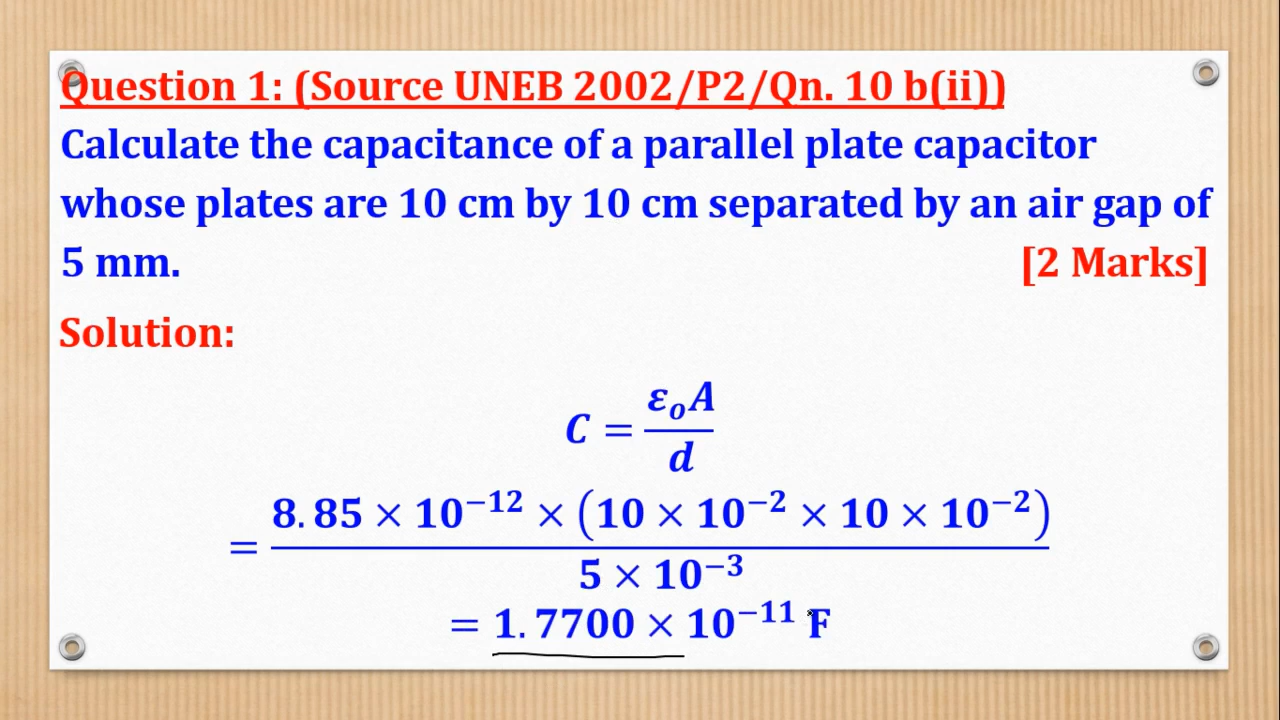 Question 1: (Source UNEB 2002/P2/Qn. 10 b(ii))
Calculate the capacitance of a parallel plate capacitor
whose plates are 10 cm by 10 cm separated by an air gap of
5 mm. [2 Marks]
Solution:
C = εₒA / d
= 8.85 × 10⁻¹² × (10 × 10⁻² × 10 × 10⁻²) / 5 × 10⁻³
= 1.7700 × 10⁻¹¹ F